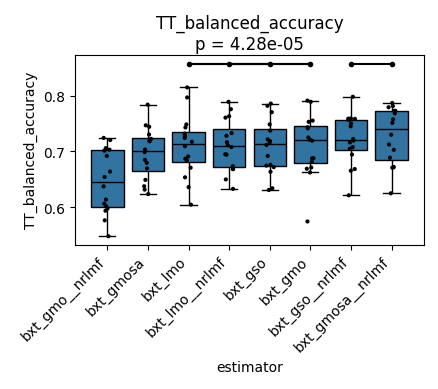 TT_balanced_accuracy
p = 4.28e-05
TT_balanced_accuracy
0.8
0.7
0.6
bxt_gmo__nrlmf
bxt_gmosa
bxt_lmo
bxt_lmo__nrlmf
bxt_gso
bxt_gmo
bxt_gso__nrlmf
bxt_gmosa__nrlmf
estimator